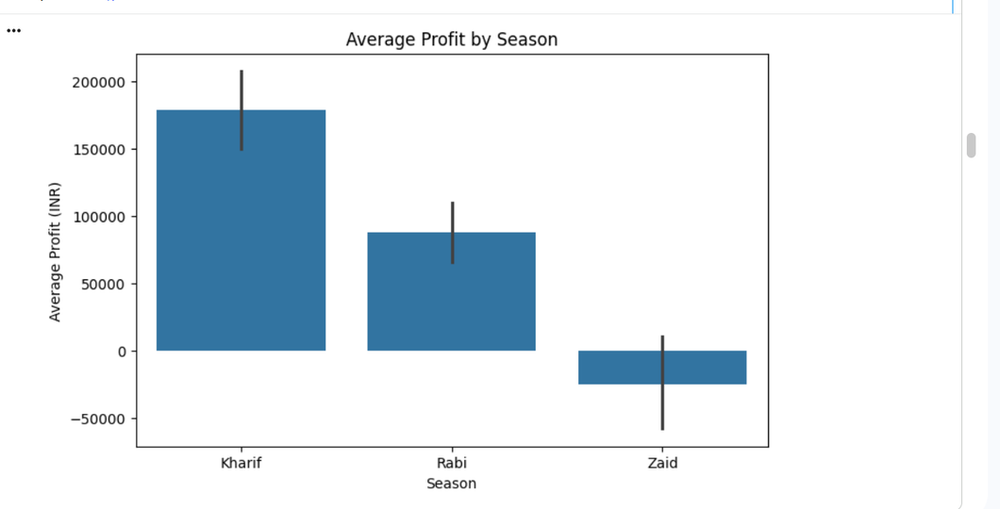 ...
Average Profit by Season
200000
150000
100000
50000
0
−50000
Average Profit (INR)
Kharif Rabi Zaid
Season